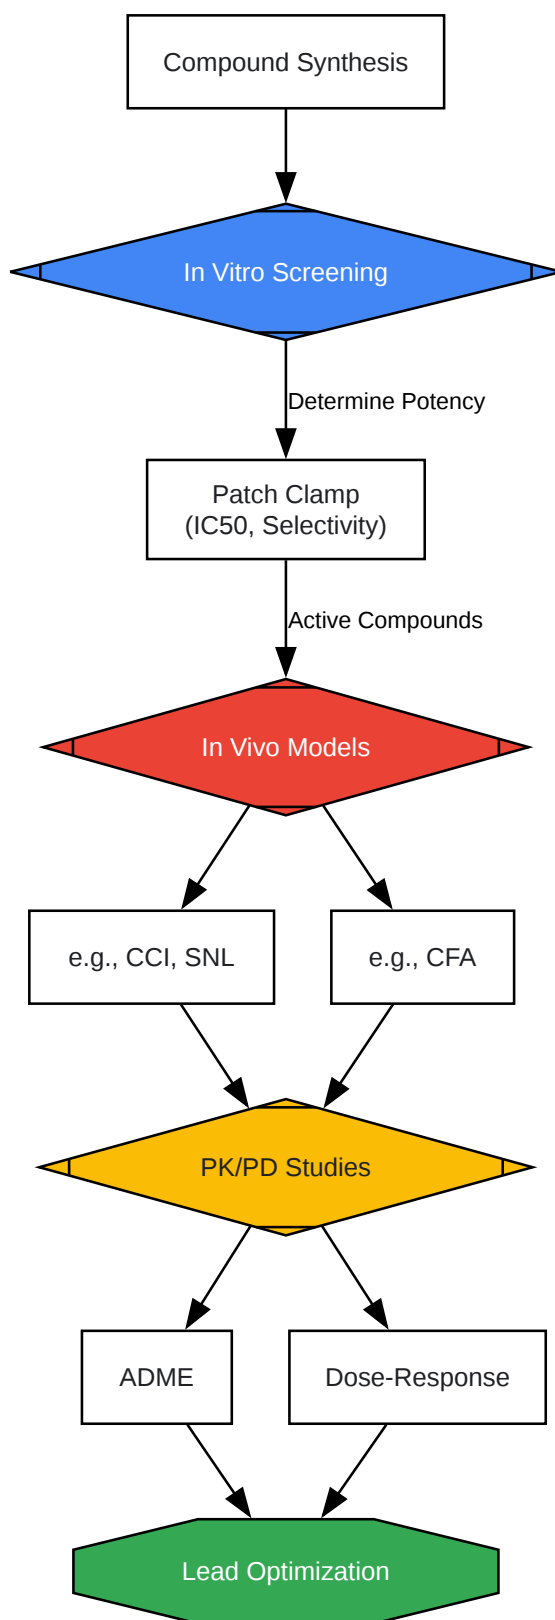 Compound Synthesis
In Vitro Screening
Determine Potency
Patch Clamp
(IC50, Selectivity)
Active Compounds
In Vivo Models
e.g., CCI, SNL
e.g., CFA
PK/PD Studies
ADME
Dose-Response
Lead Optimization